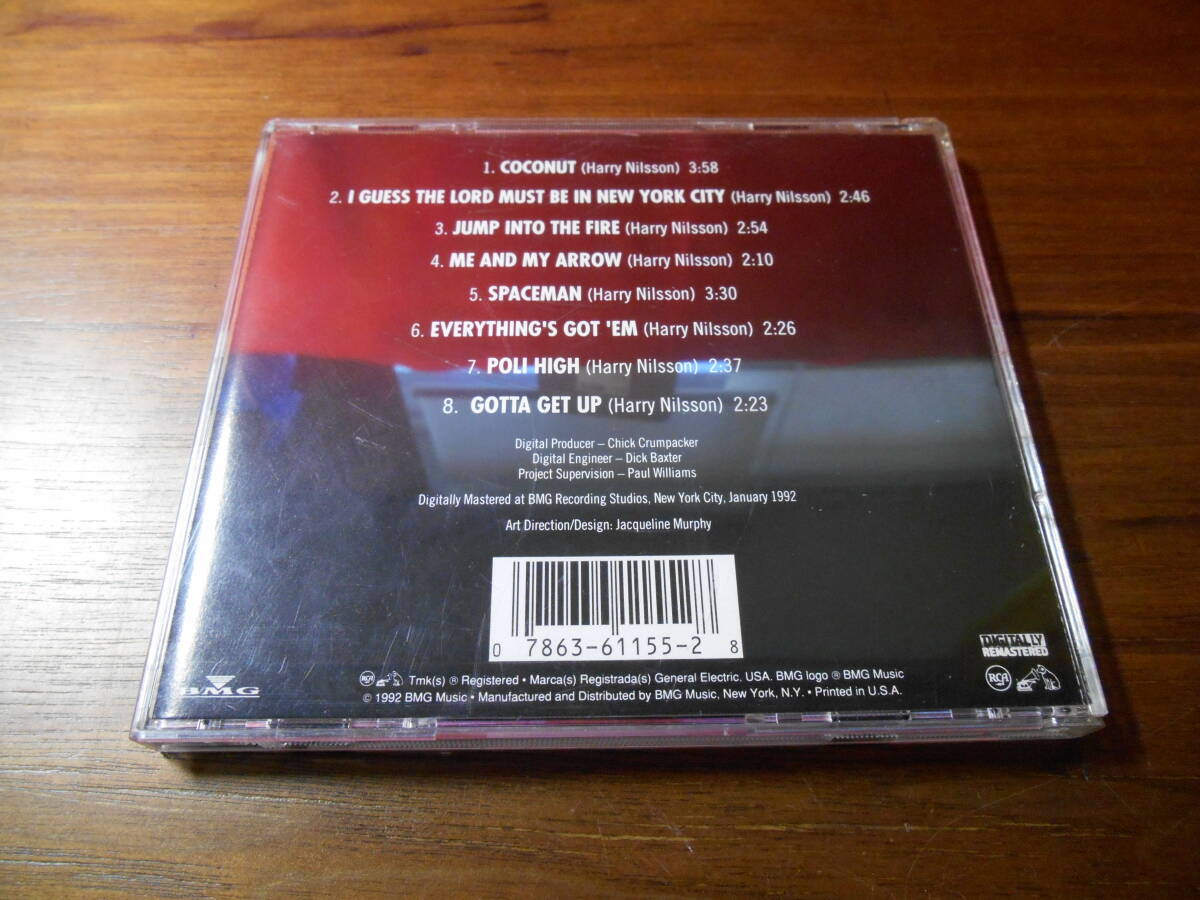 1. COCONUT (Harry Nilsson) 3:58
2. I GUESS THE LORD MUST BE IN NEW YORK CITY (Harry Nilsson) 2:46
3. JUMP INTO THE FIRE (Harry Nilsson) 2:54
4. ME AND MY ARROW (Harry Nilsson) 2:10
5. SPACEMAN (Harry Nilsson) 3:30
6. EVERYTHING'S GOT 'EM (Harry Nilsson) 2:26
7. POLI HIGH (Harry Nilsson) 2:37
8. GOTTA GET UP (Harry Nilsson) 2:23
Digital Producer – Chick Crumpacker
Digital Engineer – Dick Baxter
Project Supervision – Paul Williams
Digitally Mastered at BMG Recording Studios, New York City, January 1992
Art Direction/Design: Jacqueline Murphy
0 7863-61155-2 8
DIGITALLY
REMASTERED
BMG
RCA Tmk(s) ® Registered • Marca(s) Registrada(s) General Electric. USA. BMG logo ® BMG Music
© 1992 BMG Music • Manufactured and Distributed by BMG Music, New York, N.Y. • Printed in U.S.A.
RCA